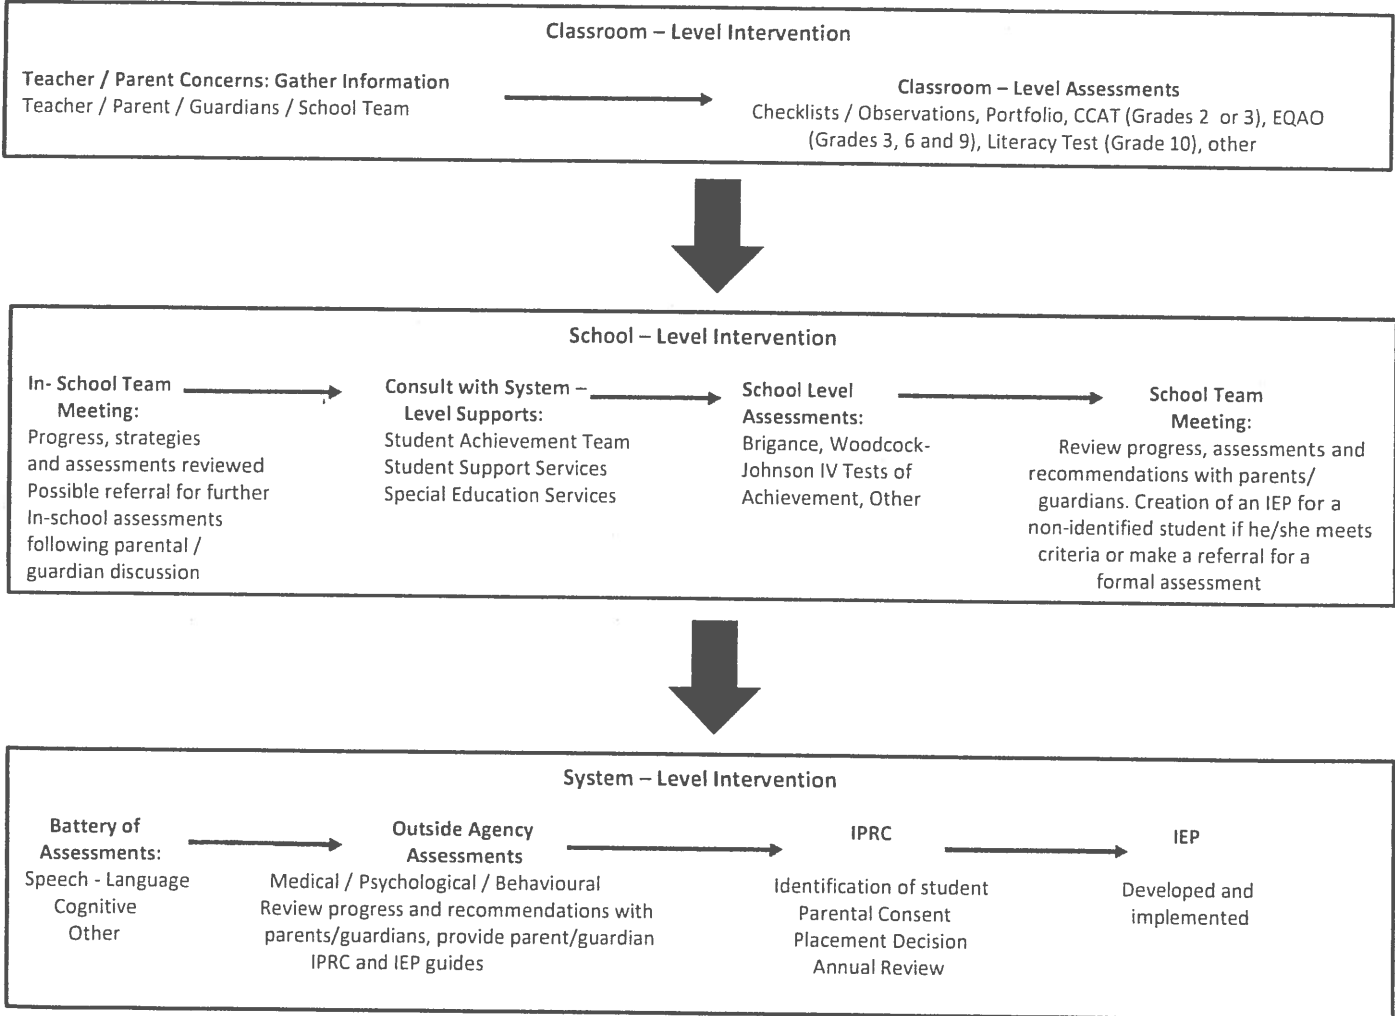 Classroom – Level Intervention
Teacher / Parent Concerns: Gather Information
Teacher / Parent / Guardians / School Team
Classroom – Level Assessments
Checklists / Observations, Portfolio, CCAT (Grades 2 or 3), EQAO
(Grades 3, 6 and 9), Literacy Test (Grade 10), other
School – Level Intervention
In- School Team
Meeting:
Progress, strategies
and assessments reviewed
Possible referral for further
In-school assessments
following parental /
guardian discussion
Consult with System –
Level Supports:
Student Achievement Team
Student Support Services
Special Education Services
School Level
Assessments:
Brigance, Woodcock-
Johnson IV Tests of
Achievement, Other
School Team
Meeting:
Review progress, assessments and
recommendations with parents/
guardians. Creation of an IEP for a
non-identified student if he/she meets
criteria or make a referral for a
formal assessment
System – Level Intervention
Battery of
Assessments:
Speech - Language
Cognitive
Other
Outside Agency
Assessments
Medical / Psychological / Behavioural
Review progress and recommendations with
parents/guardians, provide parent/guardian
IPRC and IEP guides
IPRC
Identification of student
Parental Consent
Placement Decision
Annual Review
IEP
Developed and
implemented